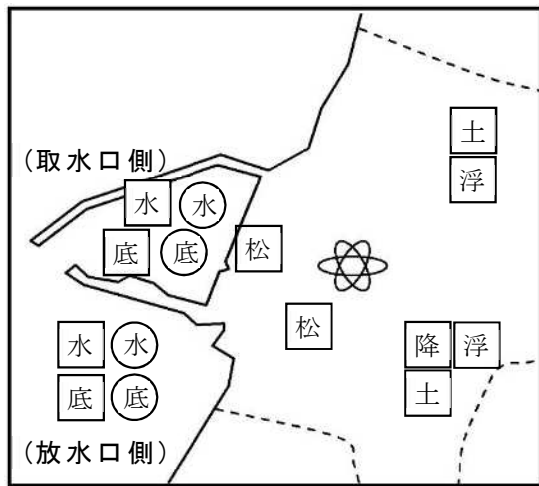 土
浮
（取水口側）
水 水
底 底
松
松
水 水
底 底
（放水口側）
降 浮
土